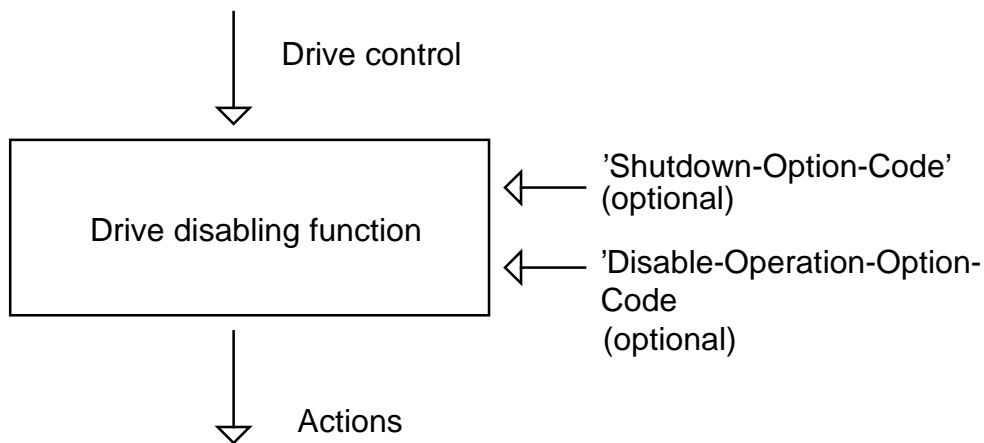 Drive control
’Shutdown-Option-Code’
(optional)
Drive disabling function
’Disable-Operation-Option-
Code
(optional)
Actions